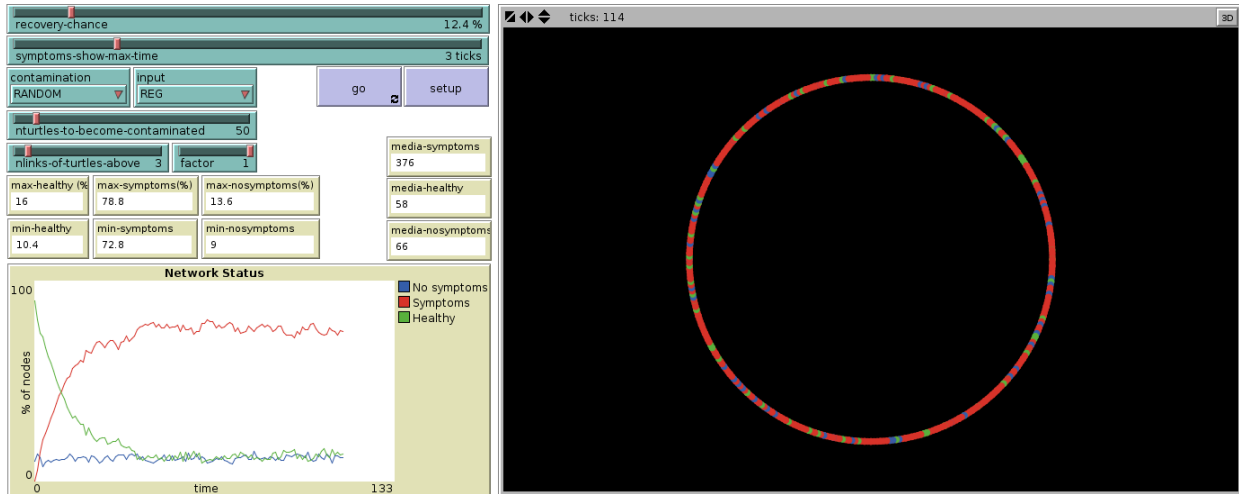 recovery-chance 12.4 %
symptoms-show-max-time 3 ticks
contamination
RANDOM
input
REG
go
setup
nturtles-to-become-contaminated 50
nlinks-of-turtles-above 3
factor 1
media-symptoms
376
max-healthy (%
16
max-symptoms(%)
78.8
max-nosymptoms(%)
13.6
media-healthy
58
min-healthy
10.4
min-symptoms
72.8
min-nosymptoms
9
media-nosymptoms
66
Network Status
100
% of nodes
0
0
time
133
No symptoms
Symptoms
Healthy
ticks: 114
3D